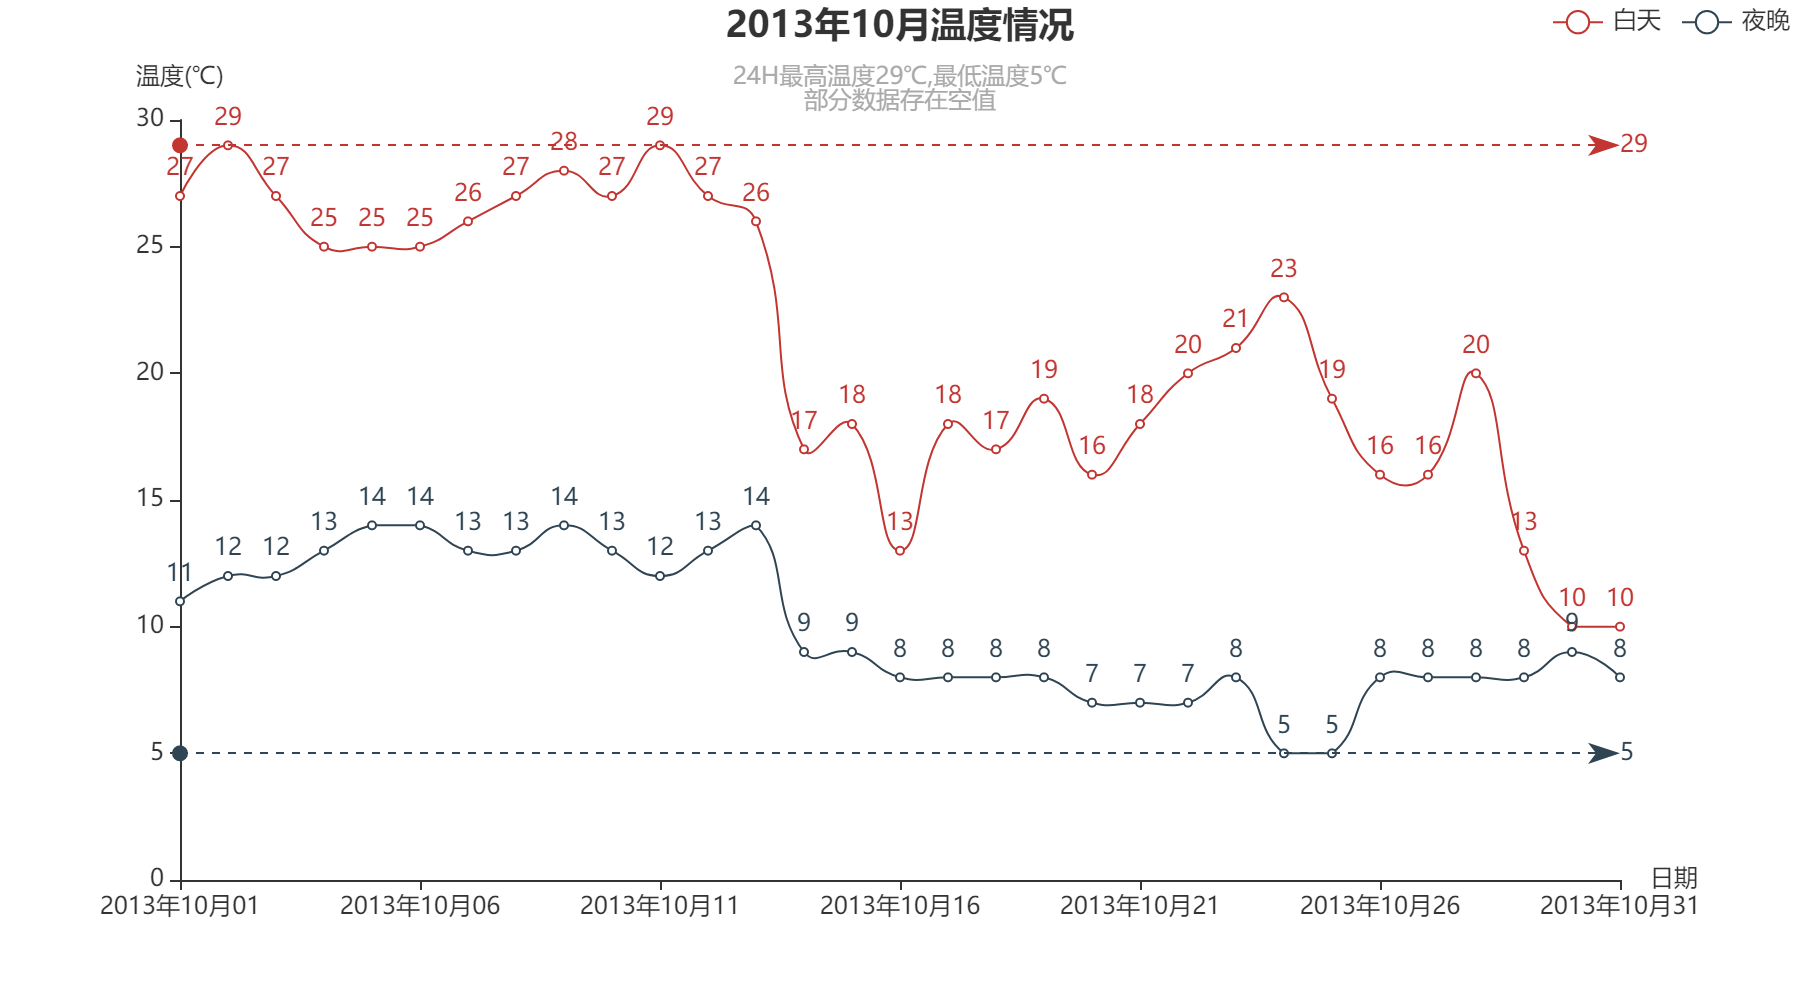 2013年10月温度情况
白天 夜晚
24H最高温度29℃,最低温度5℃
部分数据存在空值
温度(℃)
30
25
20
15
10
5
0
27 29 27 25 25 25 26 27 28 27 29 27 26 17 18 13 18 17 19 16 18 20 21 23 19 16 16 20 13 10 10
29
11 12 12 13 14 14 13 13 14 13 12 13 14 9 9 8 8 8 8 7 7 7 8 5 5 8 8 8 8 9 8
5
日期
2013年10月01 2013年10月06 2013年10月11 2013年10月16 2013年10月21 2013年10月26 2013年10月31